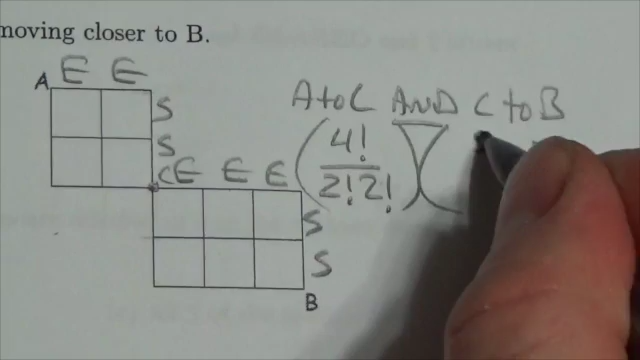 moving closer to B.
A E E
A to C AND C to B
S
S
4!
2! 2!
C E E E
S
S
B